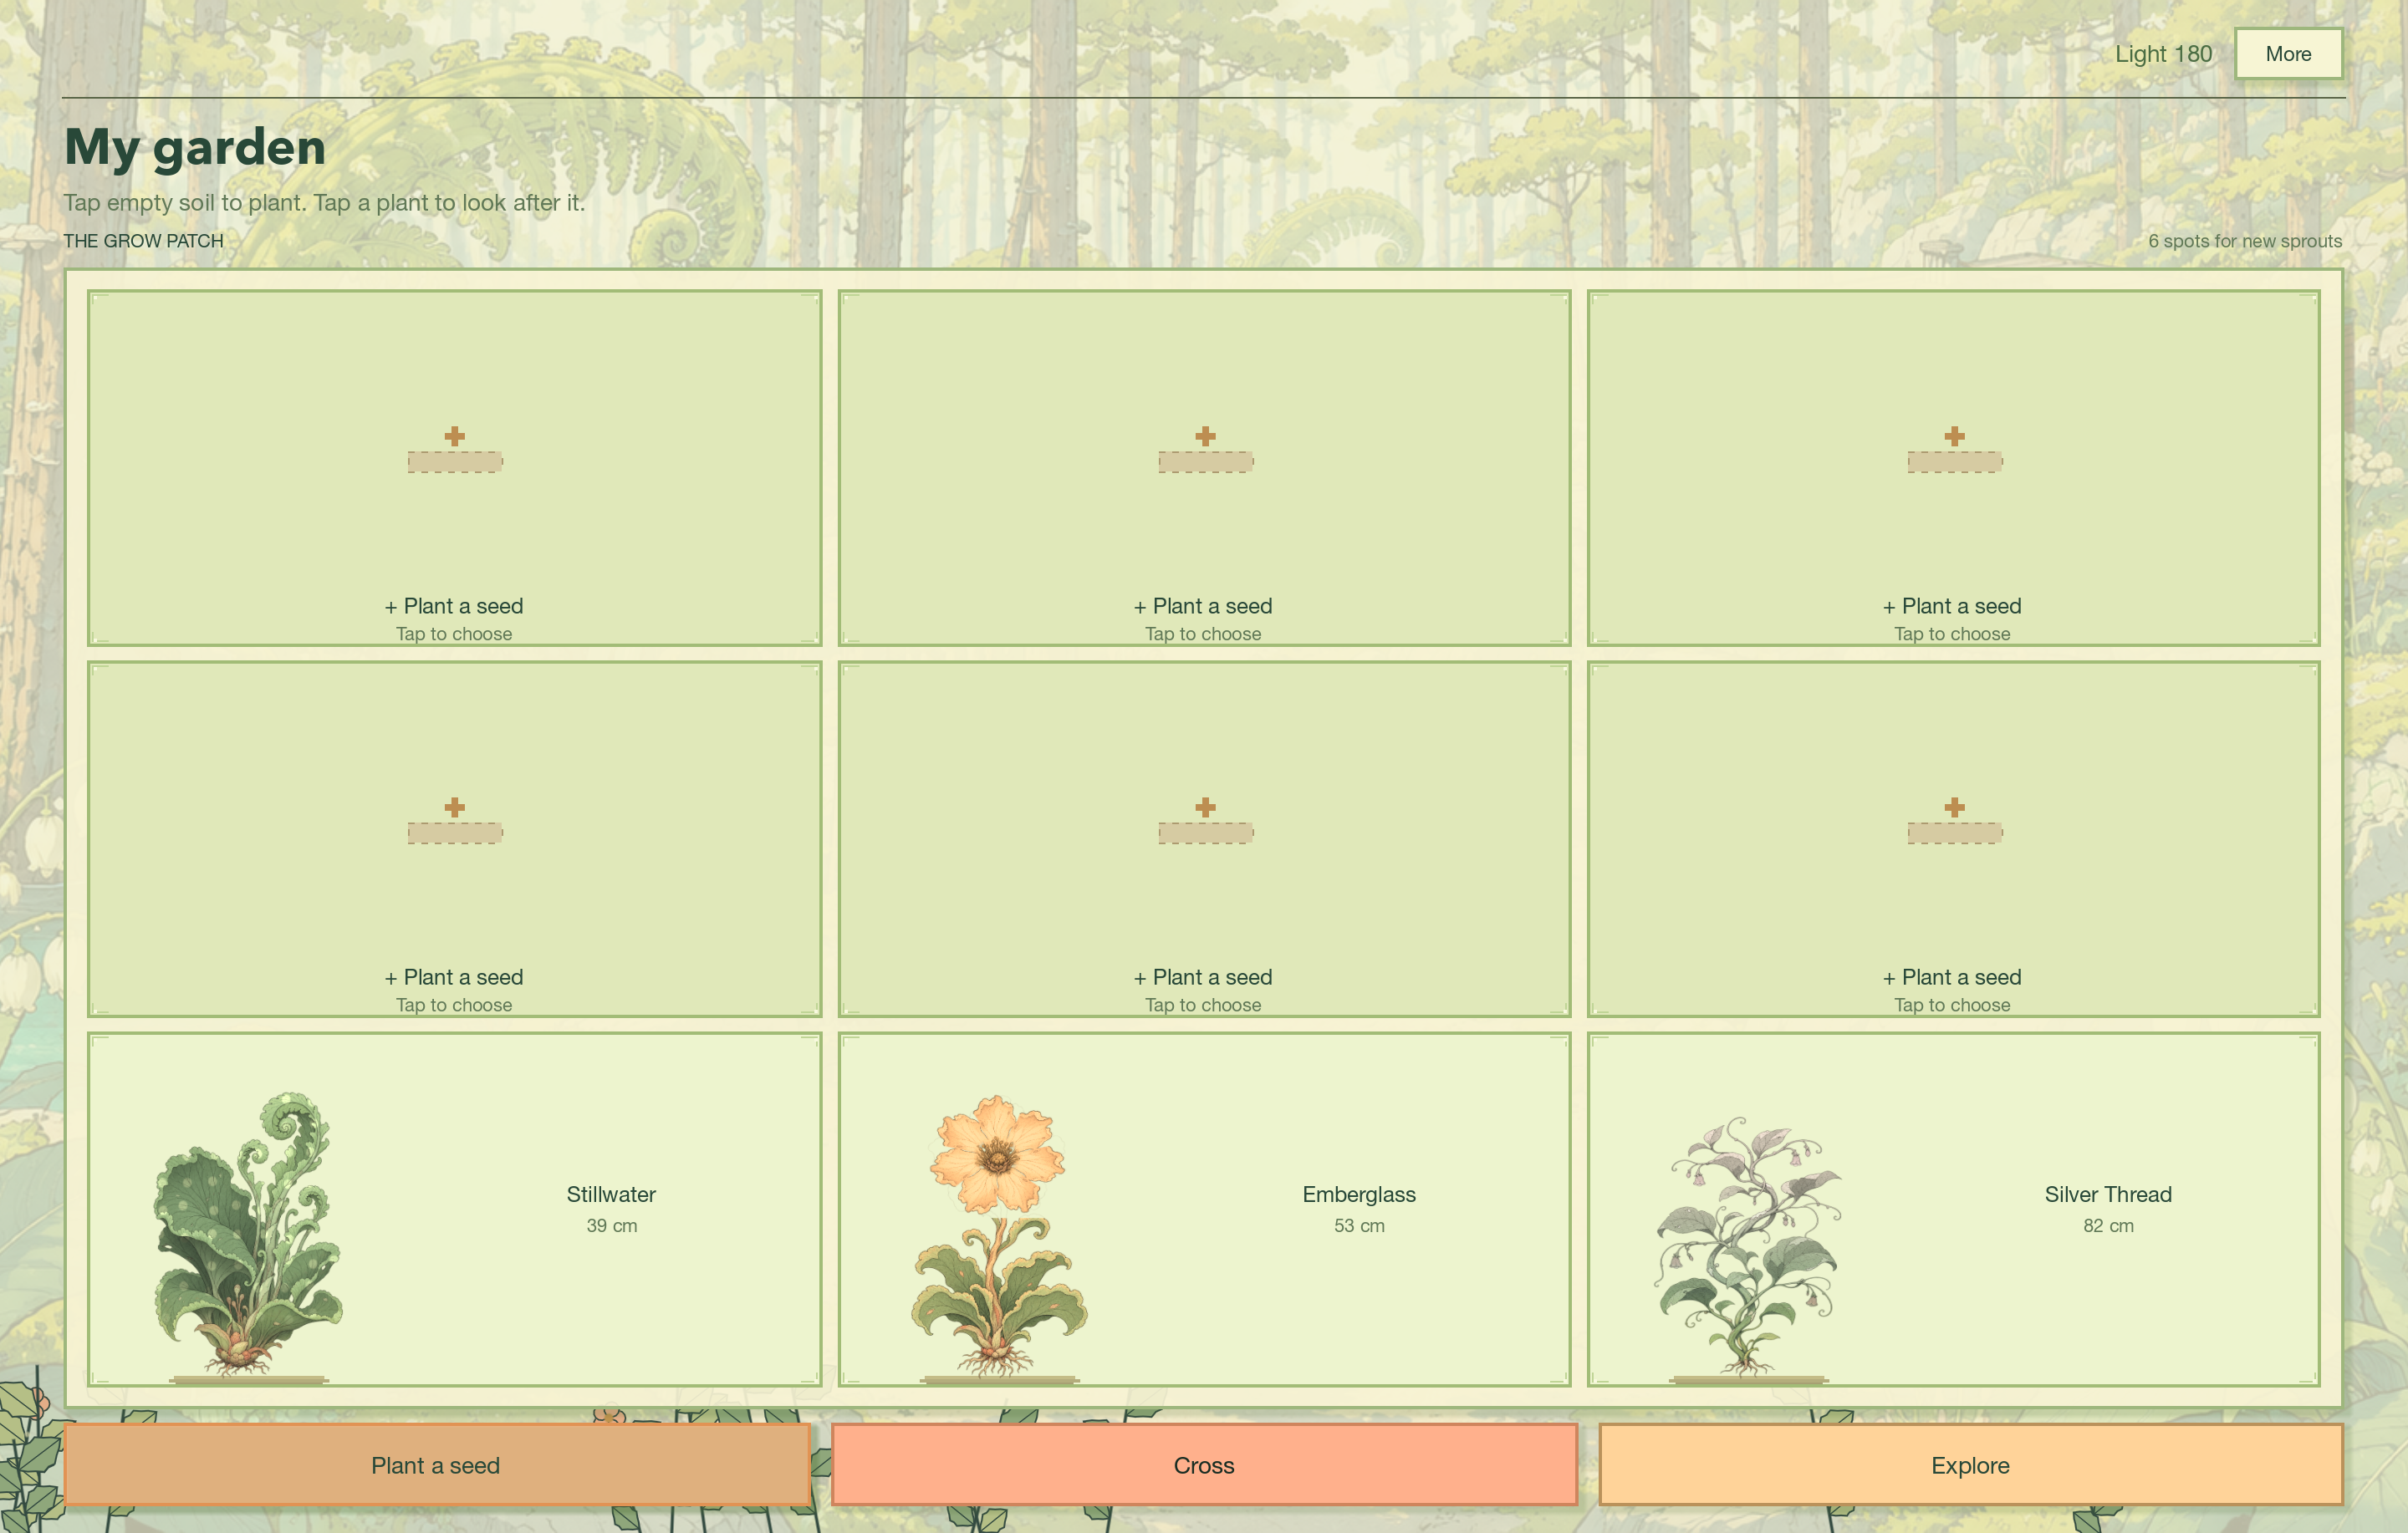 Light 180
More
My garden
Tap empty soil to plant. Tap a plant to look after it.
THE GROW PATCH
6 spots for new sprouts
+ Plant a seed
Tap to choose
+ Plant a seed
Tap to choose
+ Plant a seed
Tap to choose
+ Plant a seed
Tap to choose
+ Plant a seed
Tap to choose
+ Plant a seed
Tap to choose
Stillwater
39 cm
Emberglass
53 cm
Silver Thread
82 cm
Plant a seed
Cross
Explore